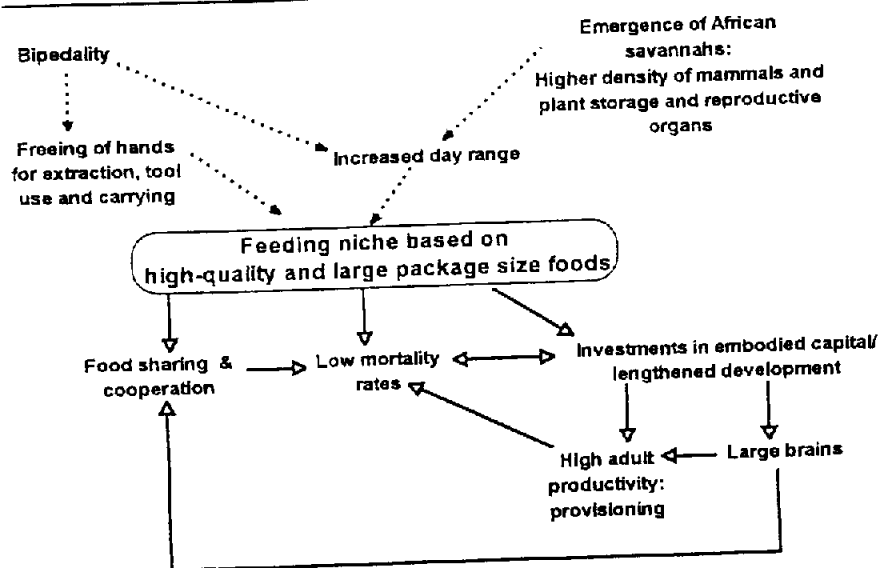 Bipedality
Emergence of African
savannahs:
Higher density of mammals and
plant storage and reproductive
organs
Freeing of hands
for extraction, tool
use and carrying
Increased day range
Feeding niche based on
high-quality and large package size foods
Food sharing &
cooperation
Low mortality
rates
Investments in embodied capital/
lengthened development
High adult
productivity:
provisioning
Large brains